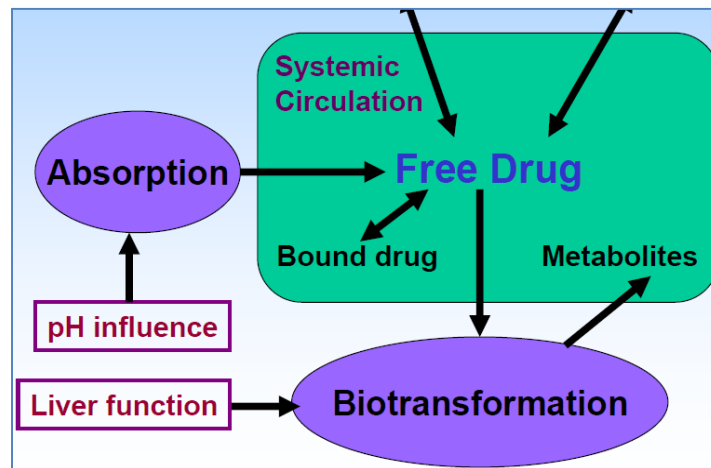 Systemic
Circulation
Absorption
Free Drug
Bound drug
Metabolites
pH influence
Liver function
Biotransformation